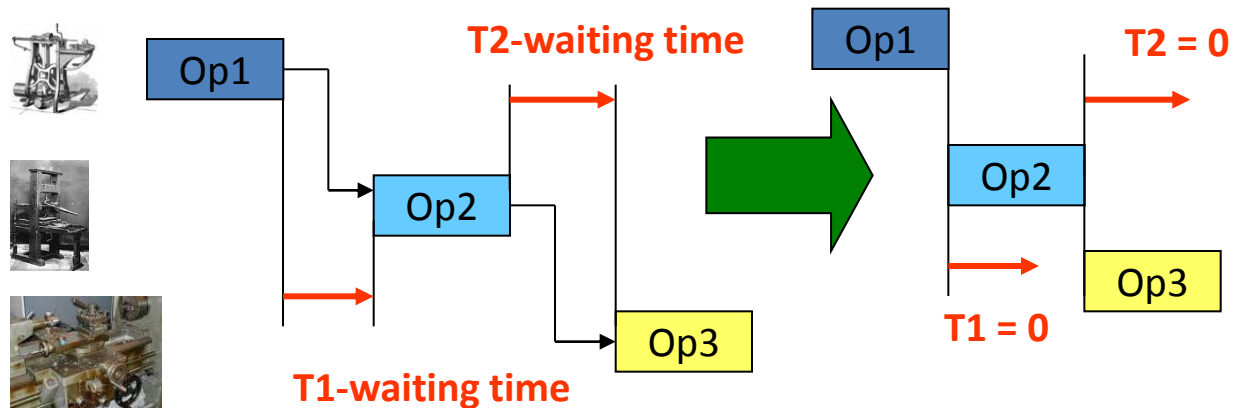 Op1
T2-waiting time
Op2
Op3
T1-waiting time
Op1
T2 = 0
Op2
Op3
T1 = 0